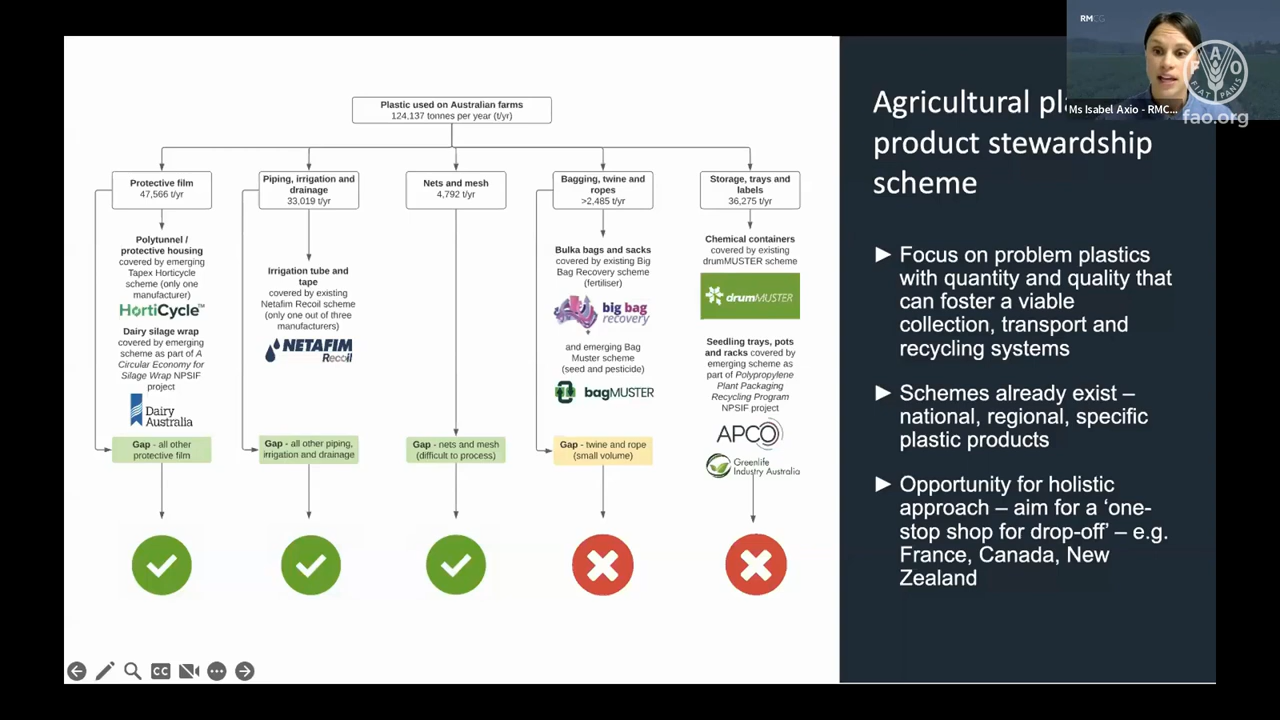 RMCG
Ms Isabel Axio - RMC...
FAO
FIAT PANIS
fao.org
Plastic used on Australian farms
124,137 tonnes per year (t/yr)
Protective film
47,566 t/yr
Polytunnel /
protective housing
covered by emerging
Tapex Horticycle
scheme (only one
manufacturer)
HortiCycle™
Dairy silage wrap
covered by emerging
scheme as part of A
Circular Economy for
Silage Wrap NPSIF
project
Dairy
Australia
Gap - all other
protective film
Piping, irrigation and
drainage
33,019 t/yr
Irrigation tube and
tape
covered by existing
Netafim Recoil scheme
(only one out of three
manufacturers)
NETAFIM
Recoil
Gap - all other piping,
irrigation and drainage
Nets and mesh
4,792 t/yr
Gap - nets and mesh
(difficult to process)
Bagging, twine and
ropes
>2,485 t/yr
Bulka bags and sacks
covered by existing Big
Bag Recovery scheme
(fertiliser)
big bag
recovery
and emerging Bag
Muster scheme
(seed and pesticide)
bagMUSTER
Gap - twine and rope
(small volume)
Storage, trays and
labels
36,275 t/yr
Chemical containers
covered by existing
drumMUSTER scheme
drumMUSTER
Seedling trays, pots
and racks covered by
emerging scheme as
part of Polypropylene
Plant Packaging
Recycling Program
NPSIF project
APCO
Greenlife
Industry Australia
Agricultural
product stewardship
scheme
► Focus on problem plastics
with quantity and quality that
can foster a viable
collection, transport and
recycling systems
► Schemes already exist –
national, regional, specific
plastic products
► Opportunity for holistic
approach – aim for a ‘one-
stop shop for drop-off’ – e.g.
France, Canada, New
Zealand
CC